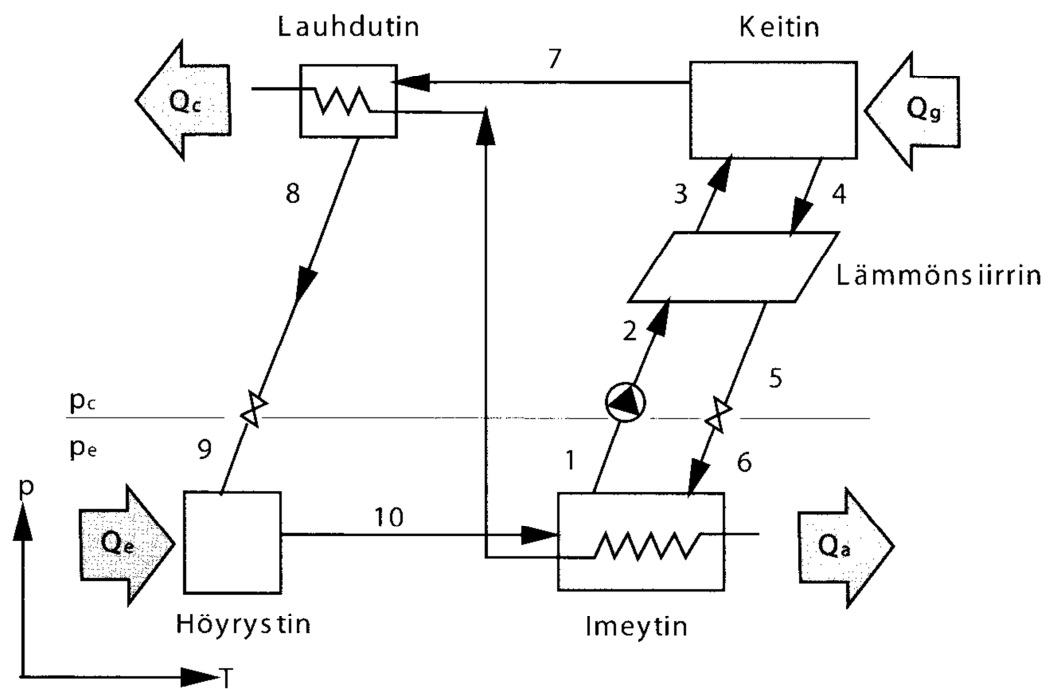 Lauhdutin
Keitin
7
Qc
Qg
8
3
4
Lämmönsiirrin
2
5
pc
pe
9
1
6
p
10
Qe
Qa
Höyrystin
Imeytin
T